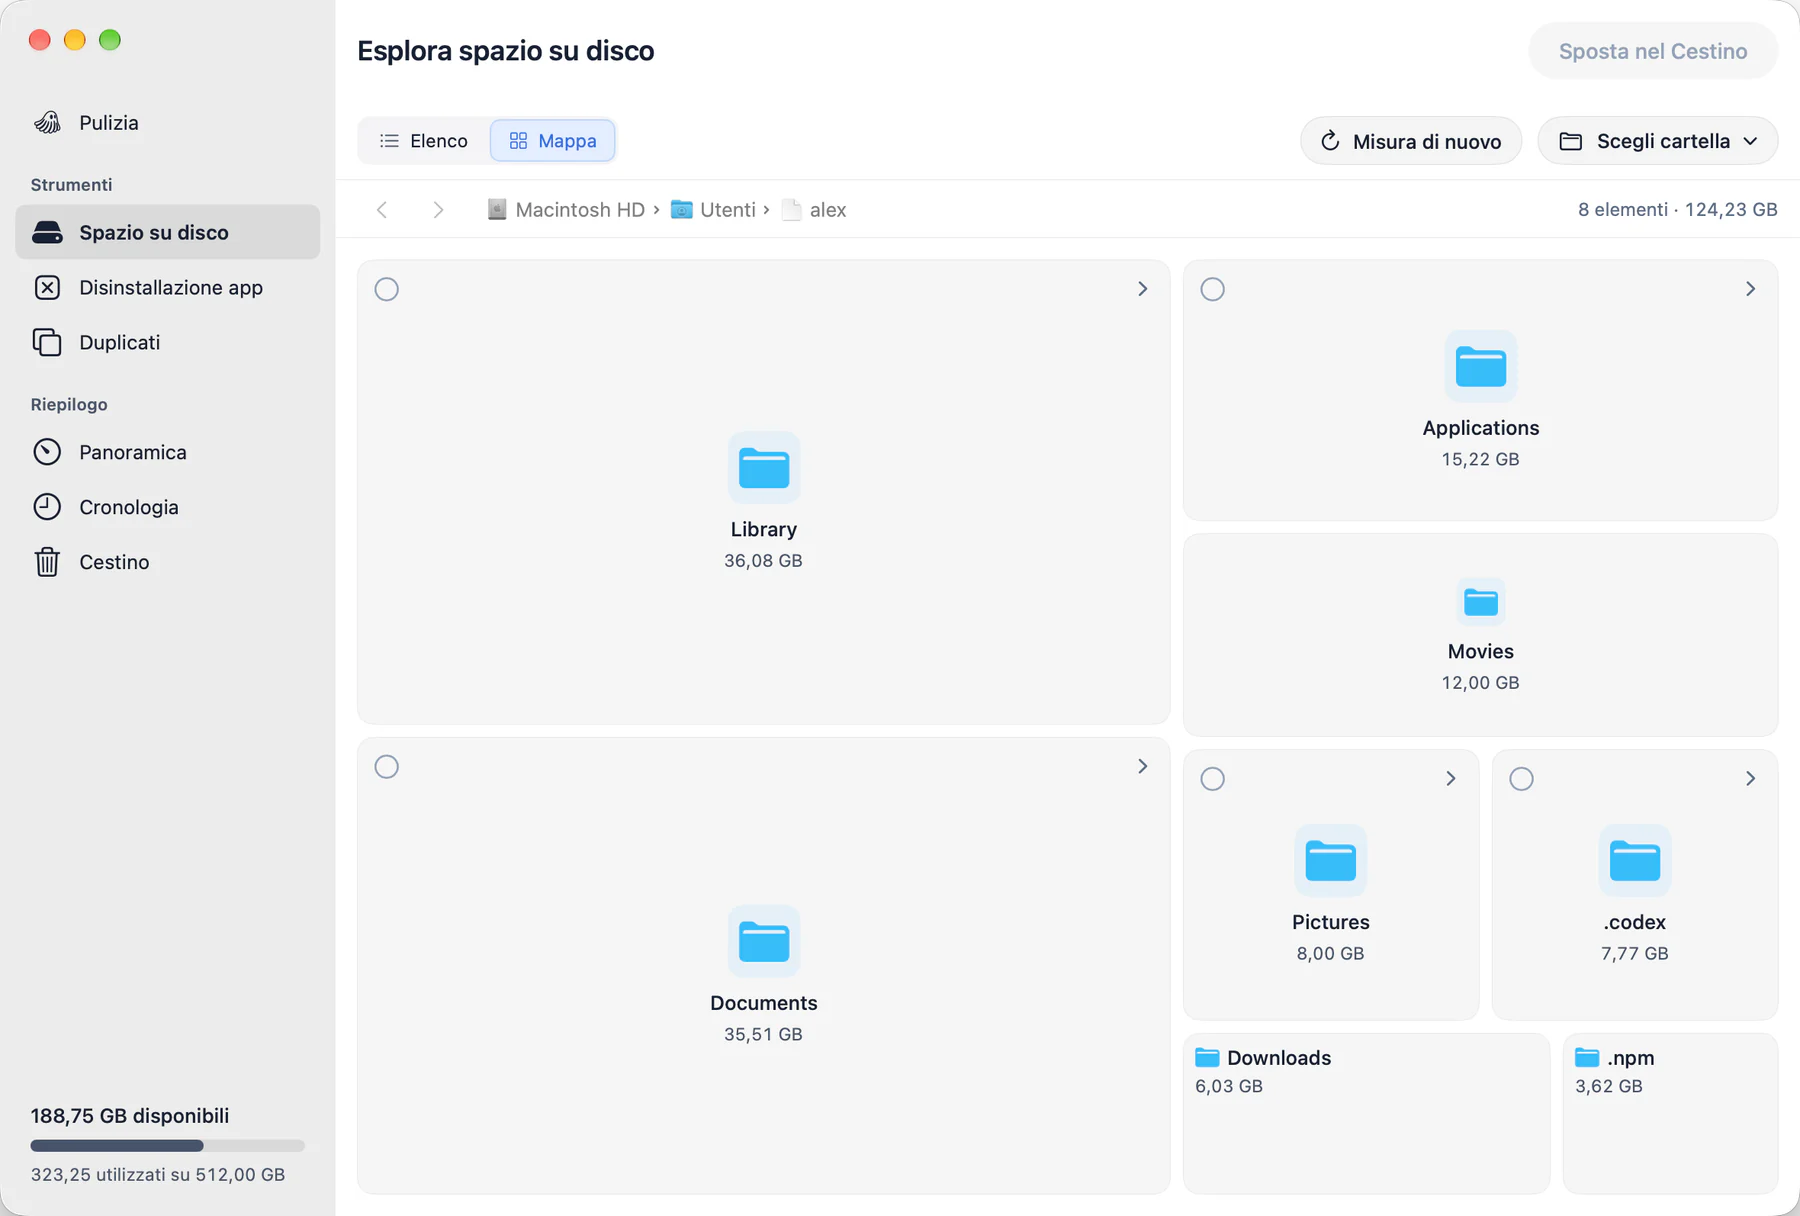 Esplora spazio su disco
Sposta nel Cestino
Pulizia
Strumenti
Spazio su disco
Disinstallazione app
Duplicati
Riepilogo
Panoramica
Cronologia
Cestino
188,75 GB disponibili
323,25 utilizzati su 512,00 GB
Elenco
Mappa
Misura di nuovo
Scegli cartella
Macintosh HD › Utenti › alex
8 elementi · 124,23 GB
Library
36,08 GB
Applications
15,22 GB
Movies
12,00 GB
Documents
35,51 GB
Pictures
8,00 GB
.codex
7,77 GB
Downloads
6,03 GB
.npm
3,62 GB